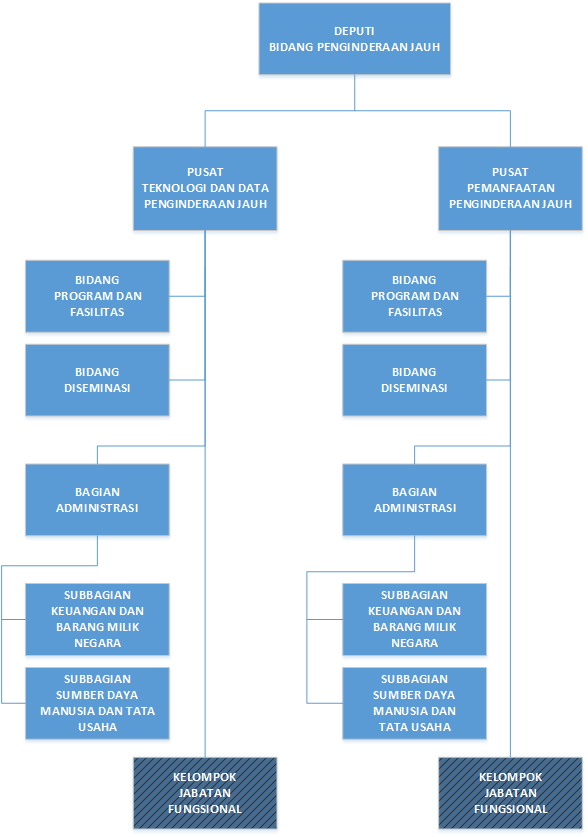 DEPUTI
BIDANG PENGINDERAAN JAUH
PUSAT
TEKNOLOGI DAN DATA
PENGINDERAAN JAUH
PUSAT
PEMANFAATAN
PENGINDERAAN JAUH
BIDANG
PROGRAM DAN
FASILITAS
BIDANG
PROGRAM DAN
FASILITAS
BIDANG
DISEMINASI
BIDANG
DISEMINASI
BAGIAN
ADMINISTRASI
BAGIAN
ADMINISTRASI
SUBBAGIAN
KEUANGAN DAN
BARANG MILIK
NEGARA
SUBBAGIAN
KEUANGAN DAN
BARANG MILIK
NEGARA
SUBBAGIAN
SUMBER DAYA
MANUSIA DAN TATA
USAHA
SUBBAGIAN
SUMBER DAYA
MANUSIA DAN
TATA USAHA
KELOMPOK
JABATAN
FUNGSIONAL
KELOMPOK
JABATAN
FUNGSIONAL